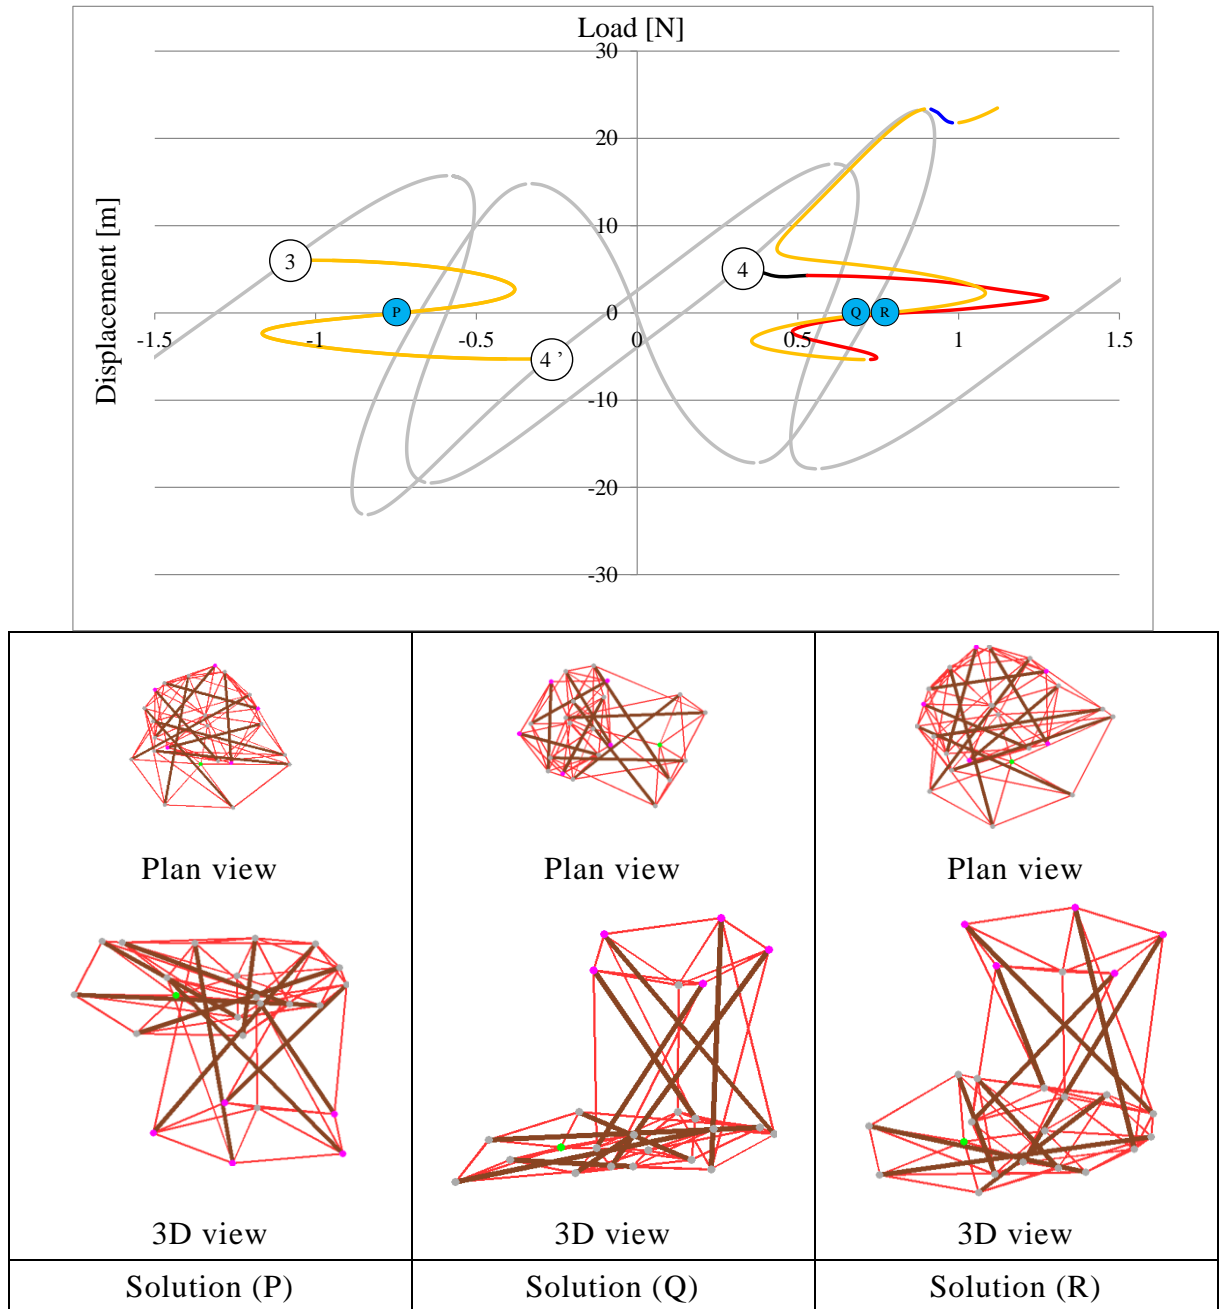 Load [N]
30
20
10
0
-10
-20
-30
-1.5 -1 -0.5 0 0.5 1 1.5
Displacement [m]
3
4
4’
P
Q
R
Plan view Plan view Plan view
3D view 3D view 3D view
Solution (P) Solution (Q) Solution (R)